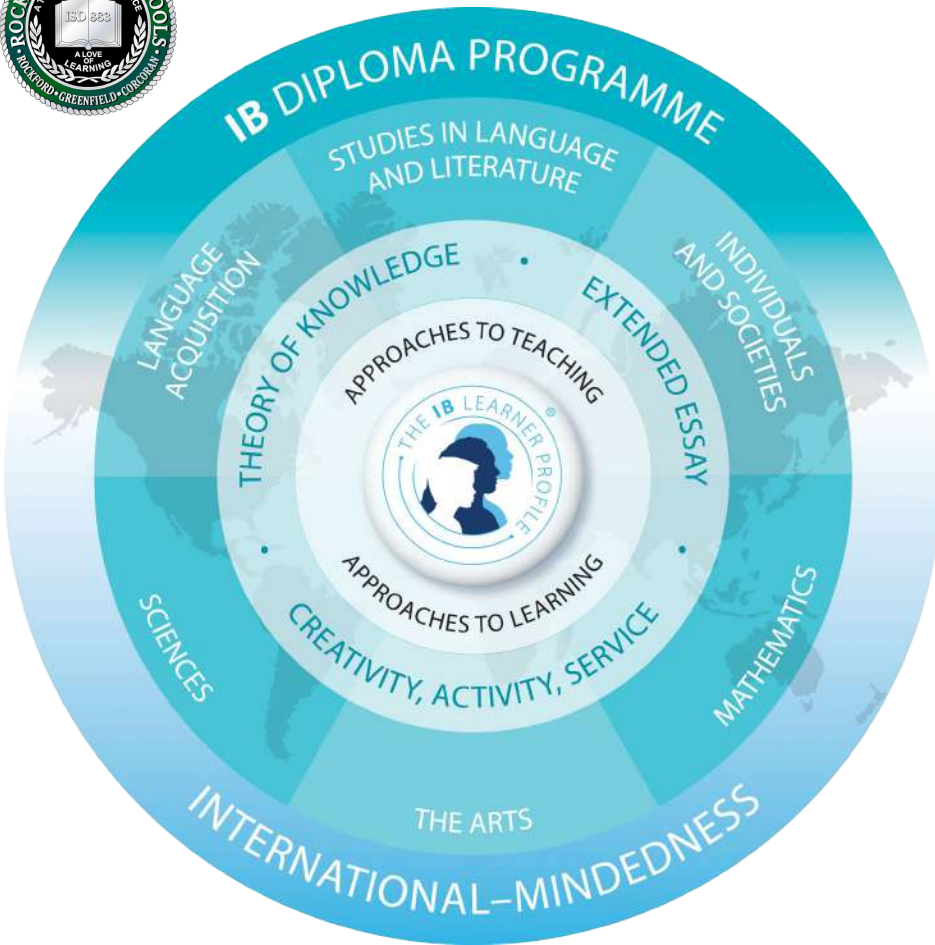 ISD 883
A LOVE
OF
LEARNING
ROCKFORD • GREENFIELD • CORCORAN
IB DIPLOMA PROGRAMME
STUDIES IN LANGUAGE
AND LITERATURE
LANGUAGE
ACQUISITION
INDIVIDUALS
AND SOCIETIES
THEORY OF KNOWLEDGE
•
EXTENDED ESSAY
•
CREATIVITY, ACTIVITY, SERVICE
•
APPROACHES TO TEACHING
THE IB LEARNER PROFILE
®
APPROACHES TO LEARNING
SCIENCES
MATHEMATICS
THE ARTS
INTERNATIONAL–MINDEDNESS